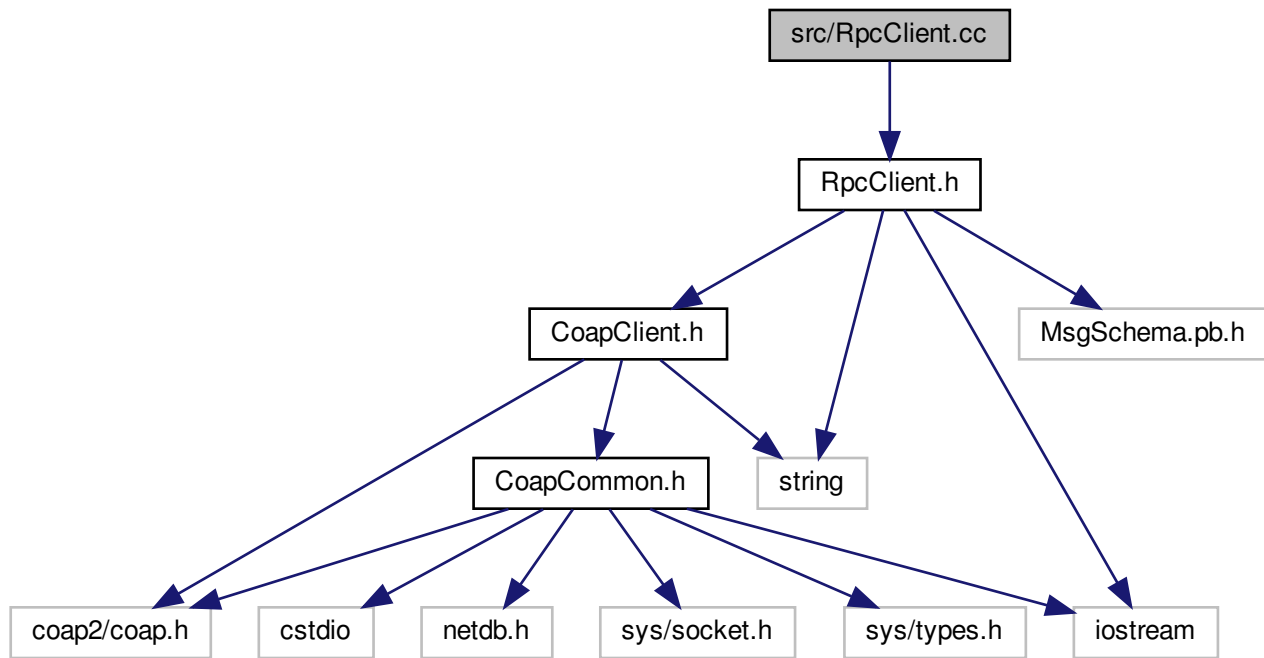 src/RpcClient.cc
RpcClient.h
CoapClient.h
MsgSchema.pb.h
CoapCommon.h
string
coap2/coap.h
cstdio
netdb.h
sys/socket.h
sys/types.h
iostream